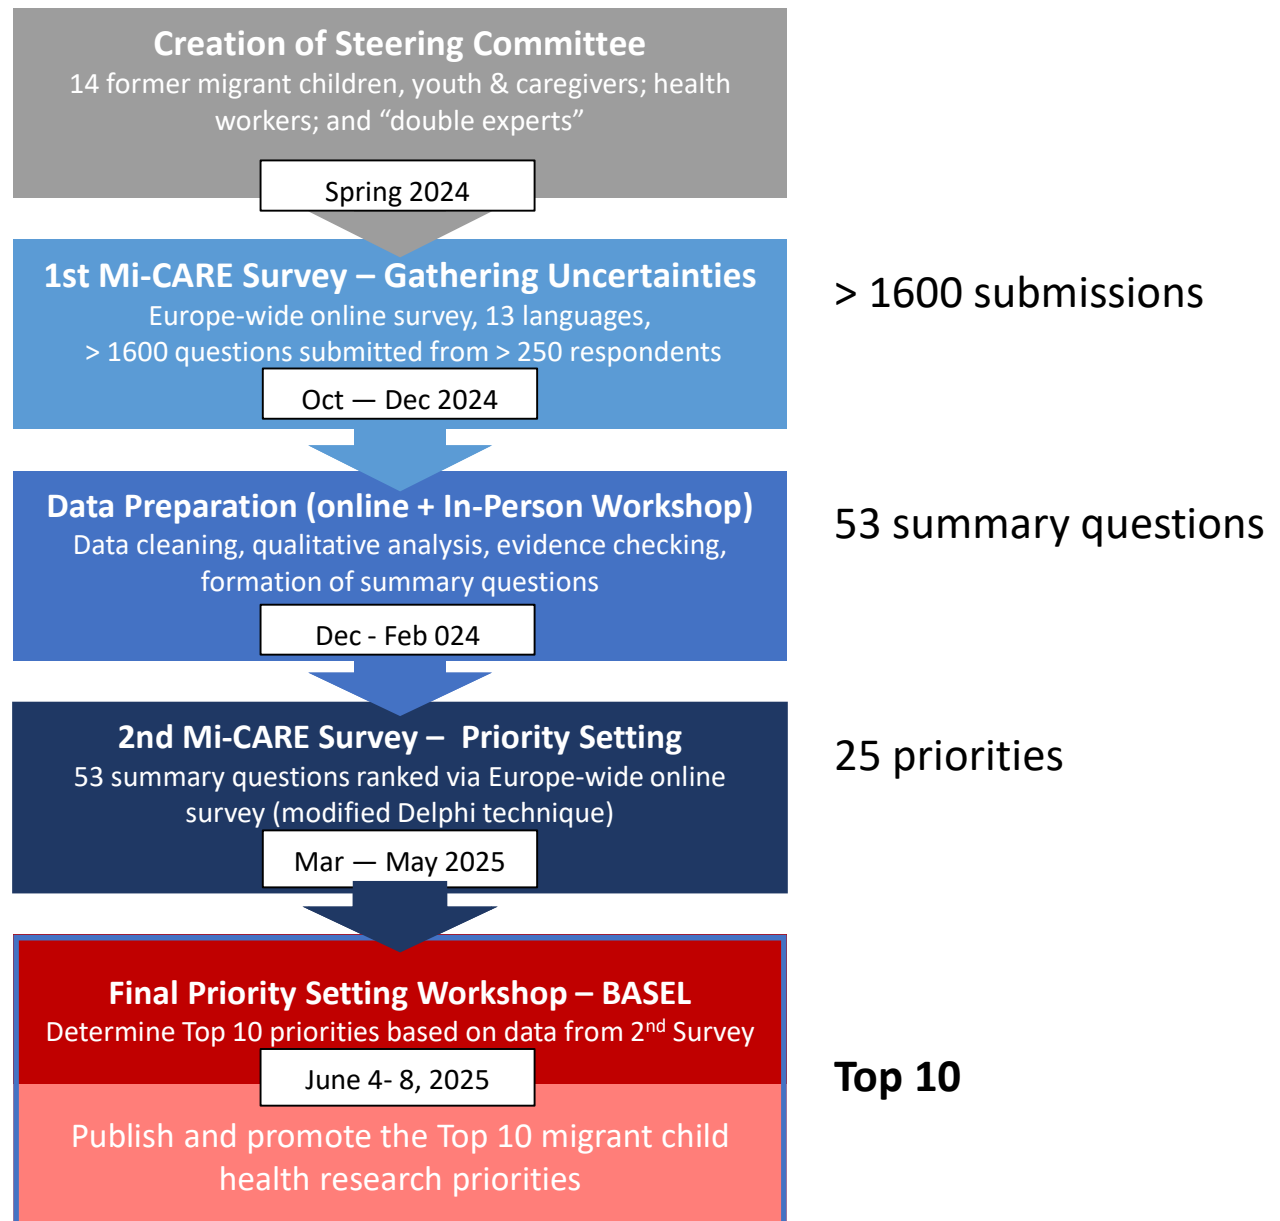 Creation of Steering Committee
14 former migrant children, youth & caregivers; health
workers; and “double experts”
Spring 2024
1st Mi-CARE Survey – Gathering Uncertainties
Europe-wide online survey, 13 languages,
> 1600 questions submitted from > 250 respondents
Oct — Dec 2024
> 1600 submissions
Data Preparation (online + In-Person Workshop)
Data cleaning, qualitative analysis, evidence checking,
formation of summary questions
Dec - Feb 024
53 summary questions
2nd Mi-CARE Survey – Priority Setting
53 summary questions ranked via Europe-wide online
survey (modified Delphi technique)
Mar — May 2025
25 priorities
Final Priority Setting Workshop – BASEL
Determine Top 10 priorities based on data from 2nd Survey
June 4- 8, 2025
Top 10
Publish and promote the Top 10 migrant child
health research priorities